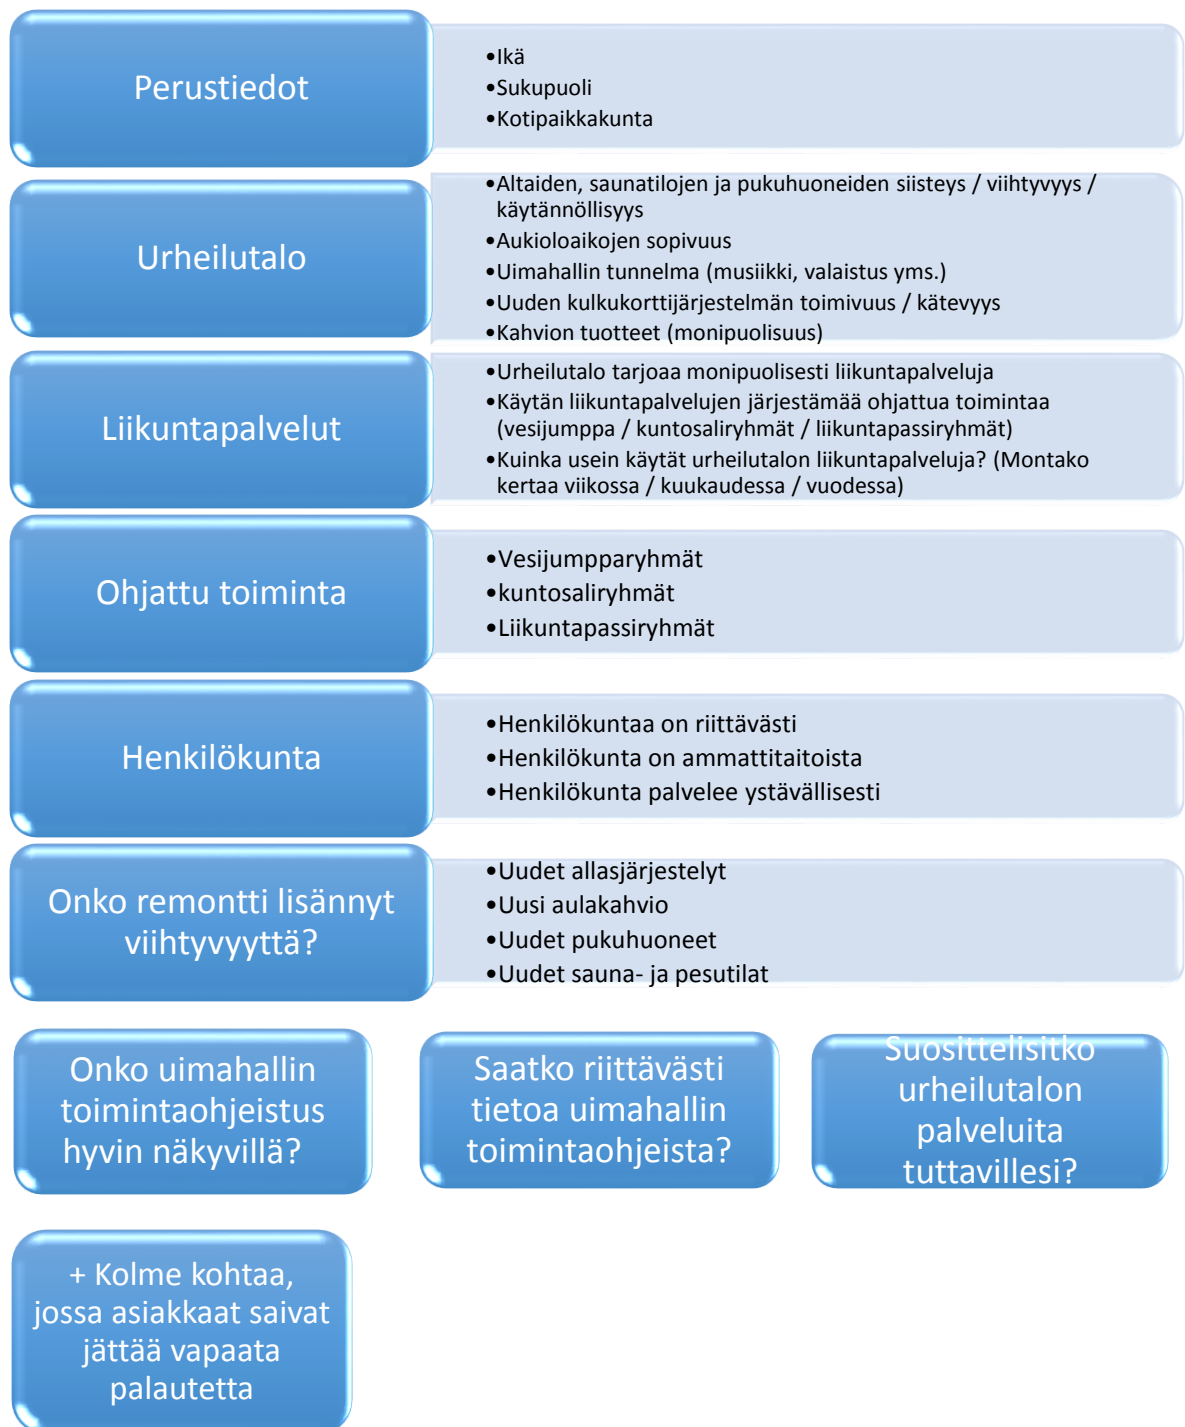 Perustiedot
•Ikä
•Sukupuoli
•Kotipaikkakunta
Urheilutalo
•Altaiden, saunatilojen ja pukuhuoneiden siisteys / viihtyvyys /
käytännöllisyys
•Aukioloaikojen sopivuus
•Uimahallin tunnelma (musiikki, valaistus yms.)
•Uuden kulkukorttijärjestelmän toimivuus / kätevyys
•Kahvion tuotteet (monipuolisuus)
Liikuntapalvelut
•Urheilutalo tarjoaa monipuolisesti liikuntapalveluja
•Käytän liikuntapalvelujen järjestämää ohjattua toimintaa
(vesijumppa / kuntosaliryhmät / liikuntapassiryhmät)
•Kuinka usein käytät urheilutalon liikuntapalveluja? (Montako
kertaa viikossa / kuukaudessa / vuodessa)
Ohjattu toiminta
•Vesijumpparyhmät
•kuntosaliryhmät
•Liikuntapassiryhmät
Henkilökunta
•Henkilökuntaa on riittävästi
•Henkilökunta on ammattitaitoista
•Henkilökunta palvelee ystävällisesti
Onko remontti lisännyt
viihtyvyyttä?
•Uudet allasjärjestelyt
•Uusi aulakahvio
•Uudet pukuhuoneet
•Uudet sauna- ja pesutilat
Onko uimahallin
toimintaohjeistus
hyvin näkyvillä?
Saatko riittävästi
tietoa uimahallin
toimintaohjeista?
Suosittelisitko
urheilutalon
palveluita
tuttavillesi?
+ Kolme kohtaa,
jossa asiakkaat saivat
jättää vapaata
palautetta